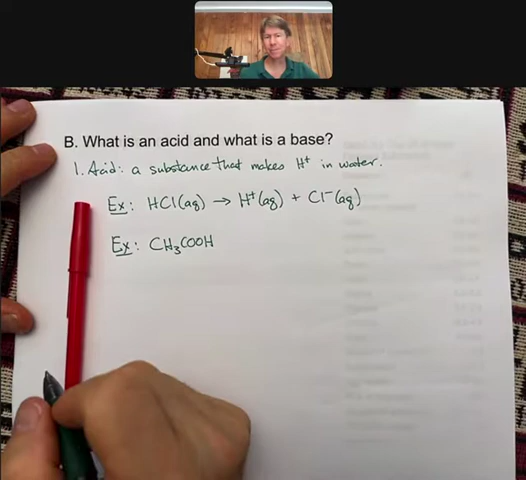 B. What is an acid and what is a base?
1. Acid: a substance that makes H⁺ in water.
Ex: HCl(aq) → H⁺(aq) + Cl⁻(aq)
Ex: CH₃COOH